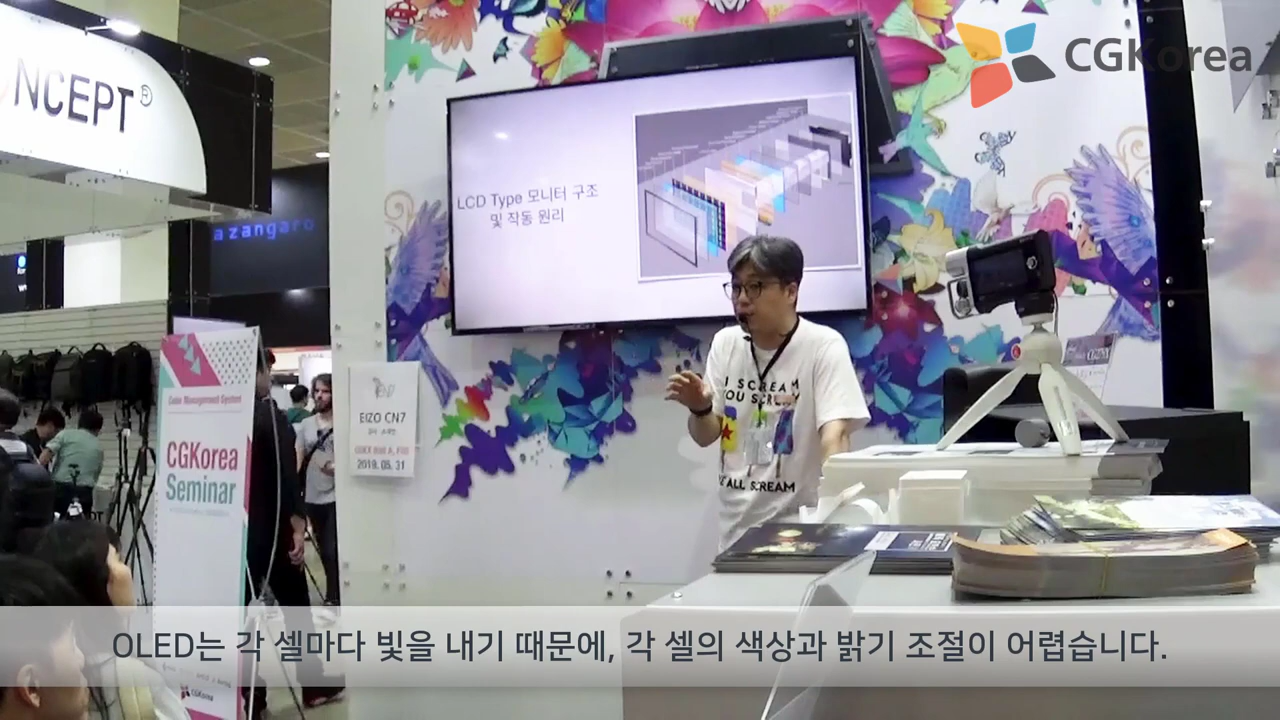 NCEPT®
CGKorea
azangaro
LCD Type 모니터 구조
및 작동 원리
Color Management System
CGKorea
Seminar
EIZO CN7
2019. 05. 31
I SCREAM
YOU SCREAM
ALL SCREAM
OLED는 각 셀마다 빛을 내기 때문에, 각 셀의 색상과 밝기 조절이 어렵습니다.
CGKorea